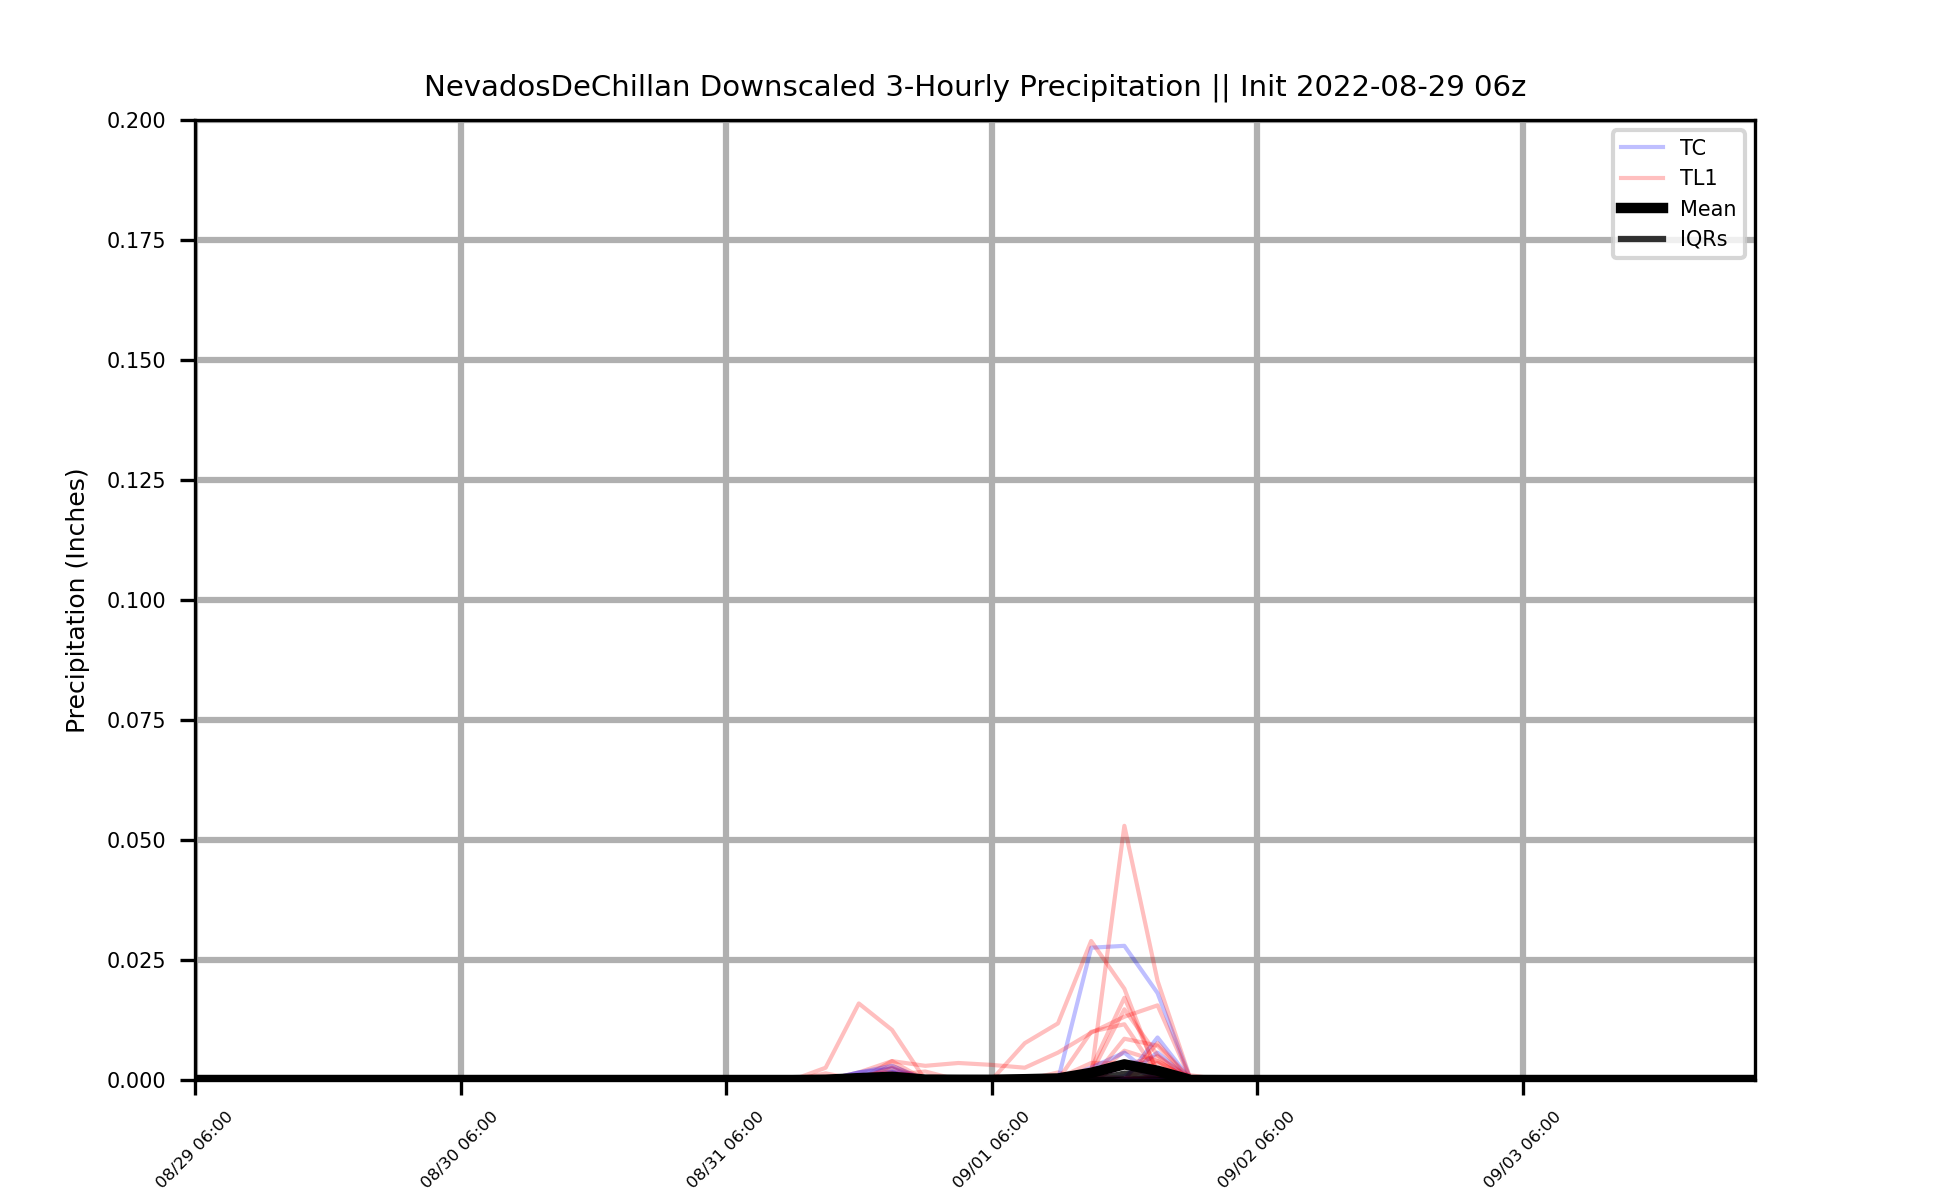 NevadosDeChillan Downscaled 3-Hourly Precipitation || Init 2022-08-29 06z
0.200
0.175
0.150
0.125
0.100
0.075
0.050
0.025
0.000
Precipitation (Inches)
TC
TL1
Mean
IQRs
08/29 06:00
08/30 06:00
08/31 06:00
09/01 06:00
09/02 06:00
09/03 06:00